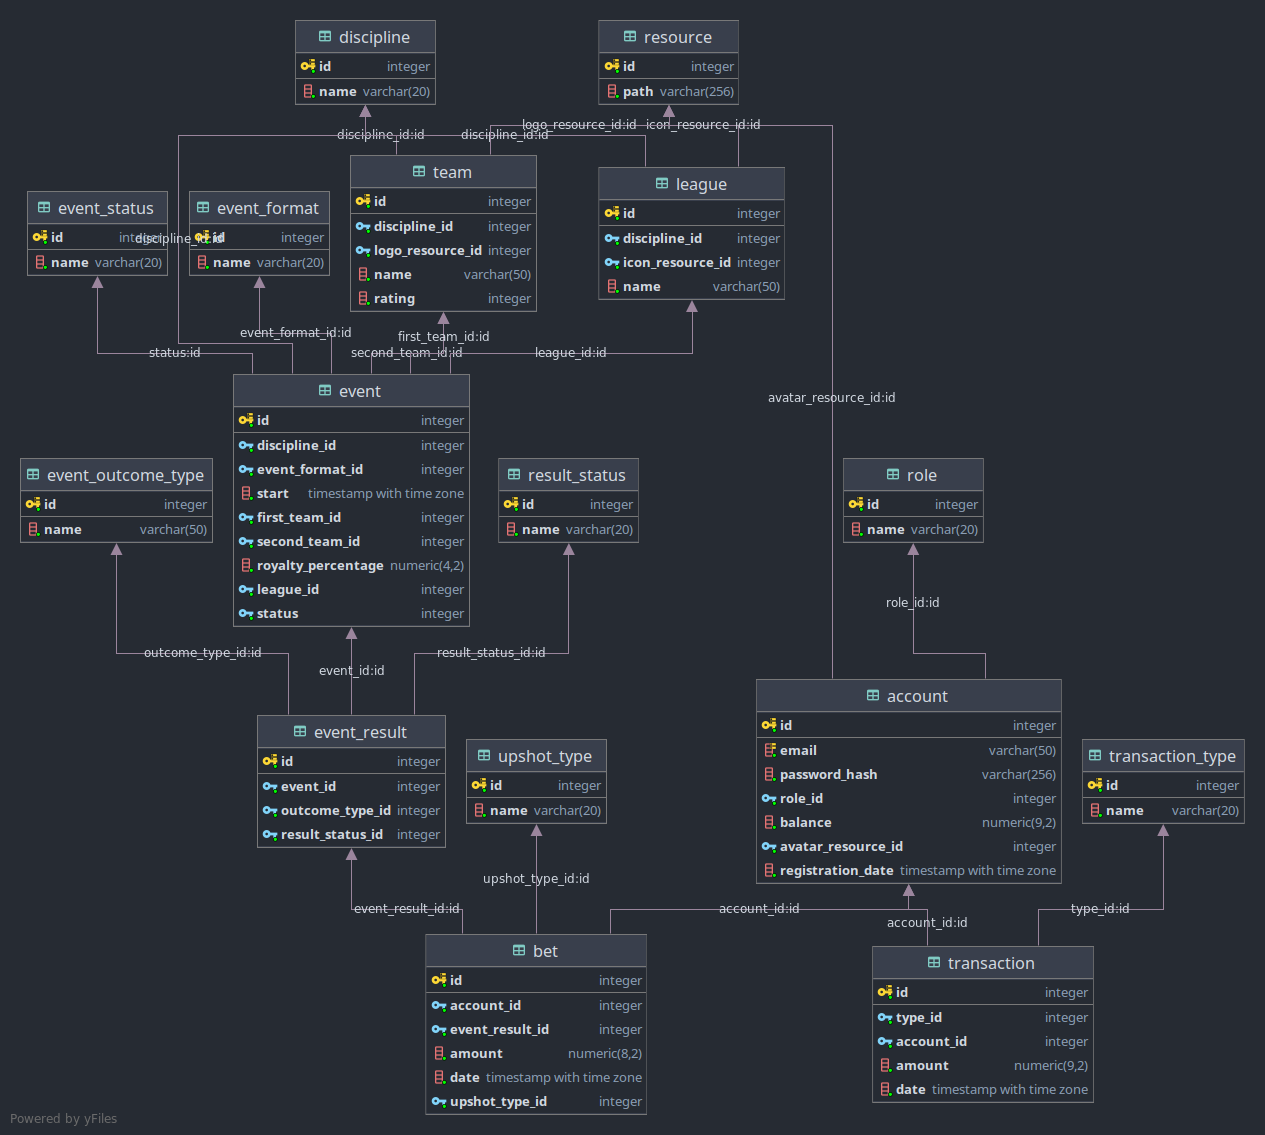 discipline
id integer
name varchar(20)
resource
id integer
path varchar(256)
logo_resource_id:id
icon_resource_id:id
discipline_id:id
discipline_id:id
team
id integer
discipline_id integer
logo_resource_id integer
name varchar(50)
rating integer
league
id integer
discipline_id integer
icon_resource_id integer
name varchar(50)
event_status
id integer
name varchar(20)
event_format
id integer
name varchar(20)
discipline_id:id
event_format_id:id
first_team_id:id
status:id
second_team_id:id
league_id:id
avatar_resource_id:id
event
id integer
discipline_id integer
event_format_id integer
start timestamp with time zone
first_team_id integer
second_team_id integer
royalty_percentage numeric(4,2)
league_id integer
status integer
event_outcome_type
id integer
name varchar(50)
result_status
id integer
name varchar(20)
role
id integer
name varchar(20)
role_id:id
outcome_type_id:id
result_status_id:id
event_id:id
account
id integer
email varchar(50)
password_hash varchar(256)
role_id integer
balance numeric(9,2)
avatar_resource_id integer
registration_date timestamp with time zone
event_result
id integer
event_id integer
outcome_type_id integer
result_status_id integer
upshot_type
id integer
name varchar(20)
transaction_type
id integer
name varchar(20)
upshot_type_id:id
event_result_id:id
account_id:id
account_id:id
type_id:id
bet
id integer
account_id integer
event_result_id integer
amount numeric(8,2)
date timestamp with time zone
upshot_type_id integer
transaction
id integer
type_id integer
account_id integer
amount numeric(9,2)
date timestamp with time zone
Powered by yFiles